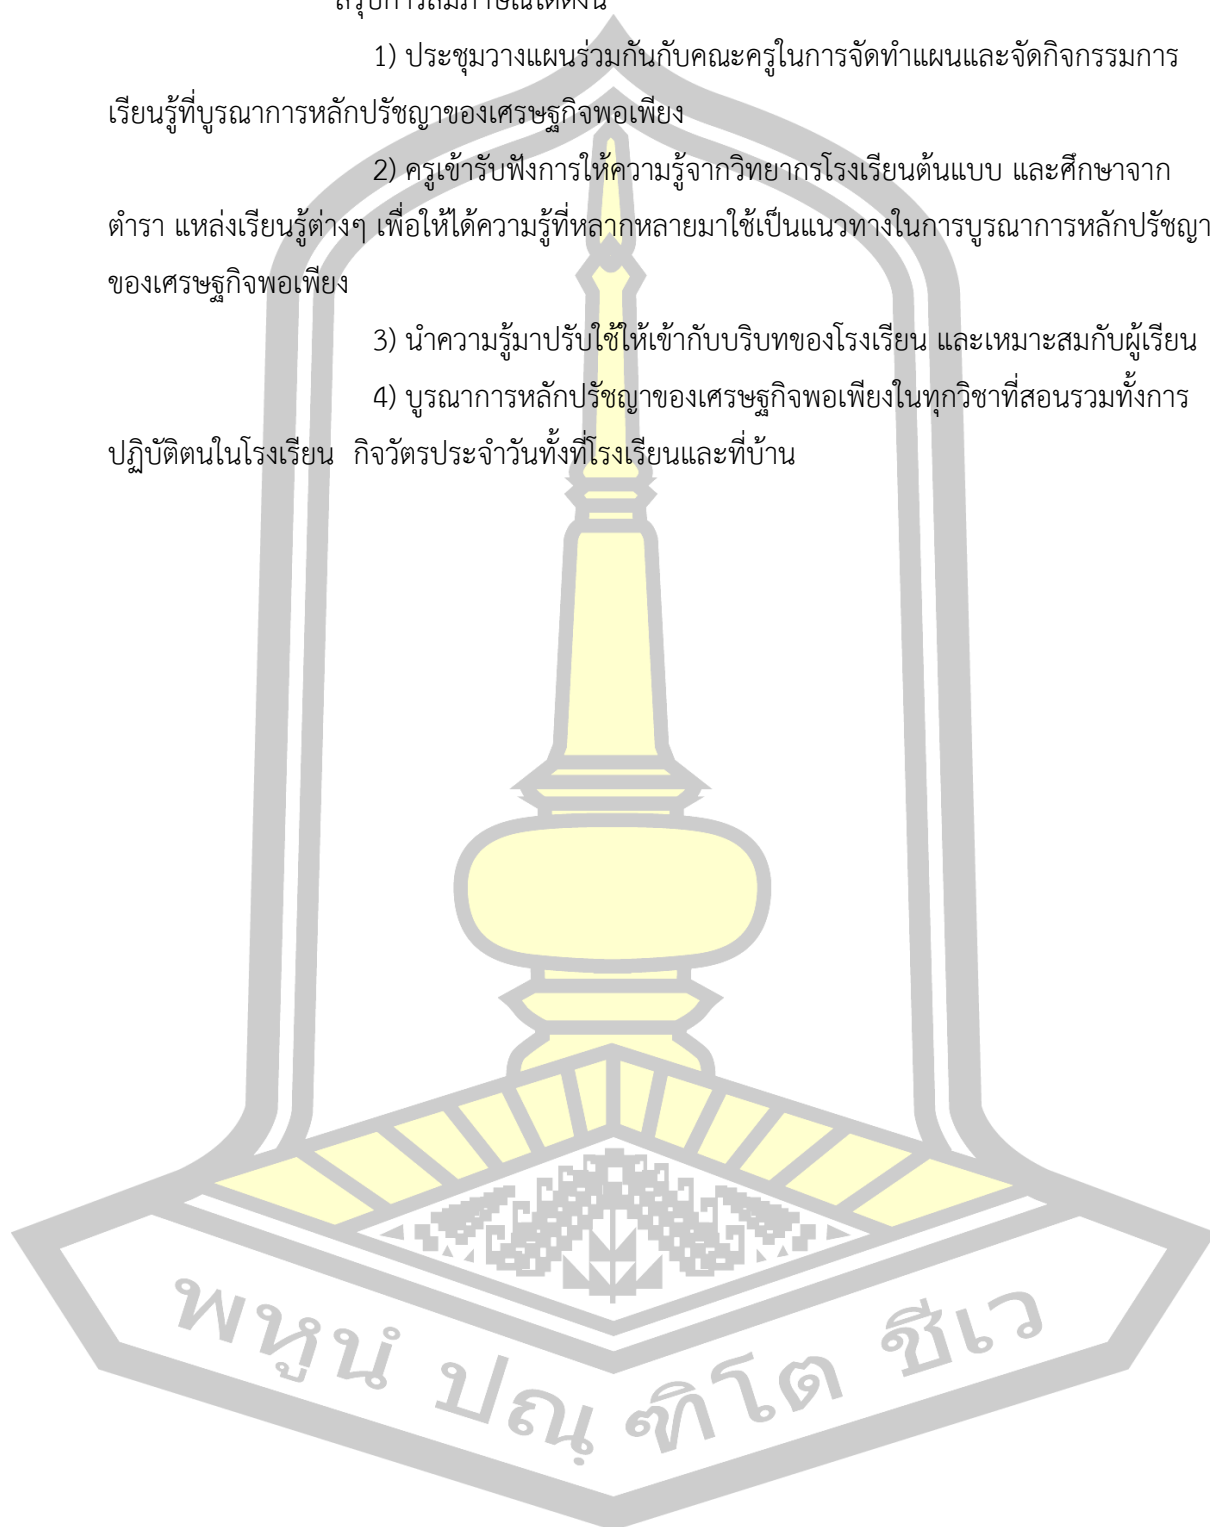 สรุปการสัมภาษณ์ได้ดังนี้
1) ประชุมวางแผนร่วมกันกับคณะครูในการจัดทำแผนและจัดกิจกรรมการ
เรียนรู้ที่บูรณาการหลักปรัชญาของเศรษฐกิจพอเพียง
2) ครูเข้ารับฟังการให้ความรู้จากวิทยากรโรงเรียนต้นแบบ และศึกษาจาก
ตำรา แหล่งเรียนรู้ต่างๆ เพื่อให้ได้ความรู้ที่หลากหลายมาใช้เป็นแนวทางในการบูรณาการหลักปรัชญา
ของเศรษฐกิจพอเพียง
3) นำความรู้มาปรับใช้ให้เข้ากับบริบทของโรงเรียน และเหมาะสมกับผู้เรียน
4) บูรณาการหลักปรัชญาของเศรษฐกิจพอเพียงในทุกวิชาที่สอนรวมทั้งการ
ปฏิบัติตนในโรงเรียน กิจวัตรประจำวันทั้งที่โรงเรียนและที่บ้าน
พหูนํ ปณฺฑิโต ชีเว